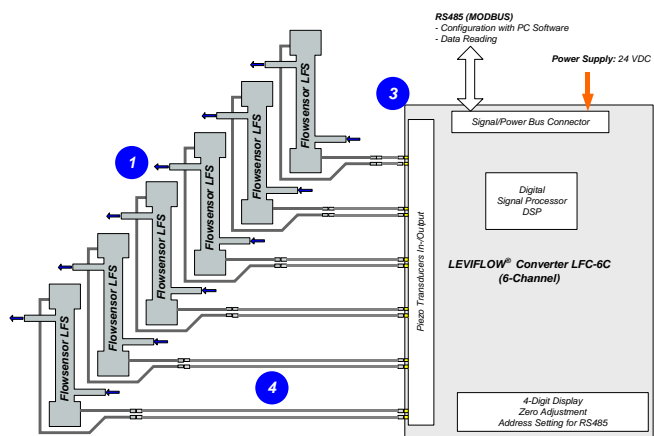 RS485 (MODBUS)
- Configuration with PC Software
- Data Reading
Power Supply: 24 VDC
3
Signal/Power Bus Connector
1
Flowsensor LFS
Flowsensor LFS
Flowsensor LFS
Flowsensor LFS
Flowsensor LFS
Flowsensor LFS
Piezo Transducers In-/Output
Digital
Signal Processor
DSP
LEVIFLOW® Converter LFC-6C
(6-Channel)
4
4-Digit Display
Zero Adjustment
Address Setting for RS485